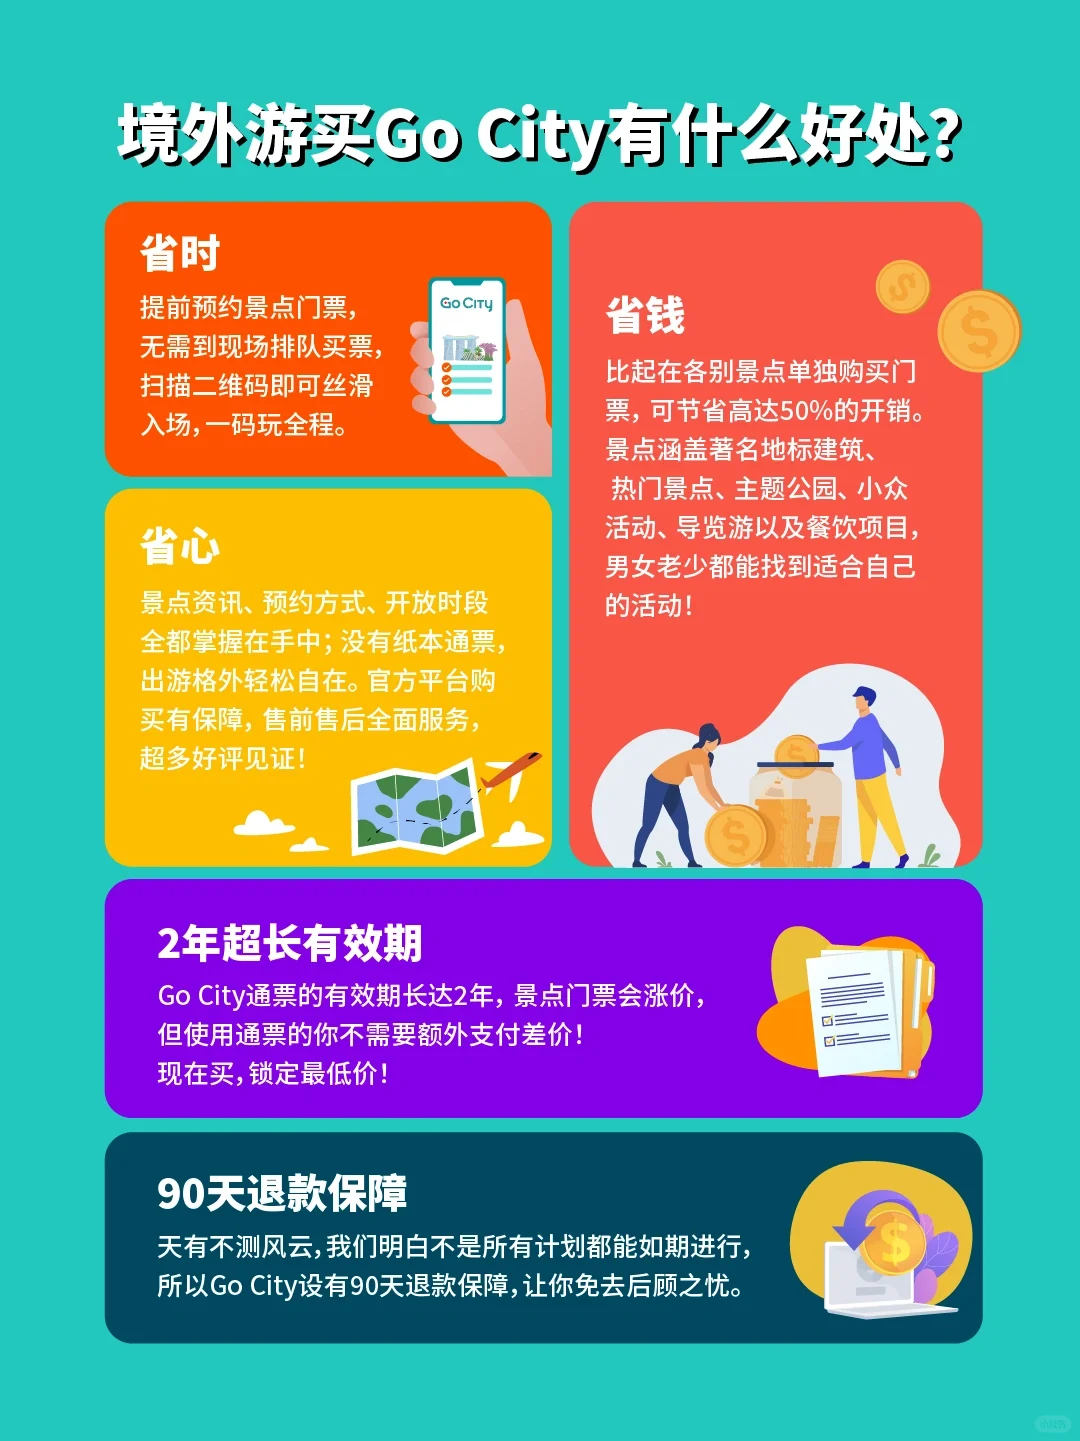 境外游买Go City有什么好处？
省时
提前预约景点门票，
无需到现场排队买票，
扫描二维码即可丝滑
入场，一码玩全程。
GO CITY
省钱
比起在各别景点单独购买门
票，可节省高达50%的开销。
景点涵盖著名地标建筑、
热门景点、主题公园、小众
活动、导览游以及餐饮项目，
男女老少都能找到适合自己
的活动！
省心
景点资讯、预约方式、开放时段
全都掌握在手中；没有纸本通票，
出游格外轻松自在。官方平台购
买有保障，售前售后全面服务，
超多好评见证！
2年超长有效期
Go City通票的有效期长达2年，景点门票会涨价，
但使用通票的你不需要额外支付差价！
现在买，锁定最低价！
90天退款保障
天有不测风云，我们明白不是所有计划都能如期进行，
所以Go City设有90天退款保障，让你免去后顾之忧。